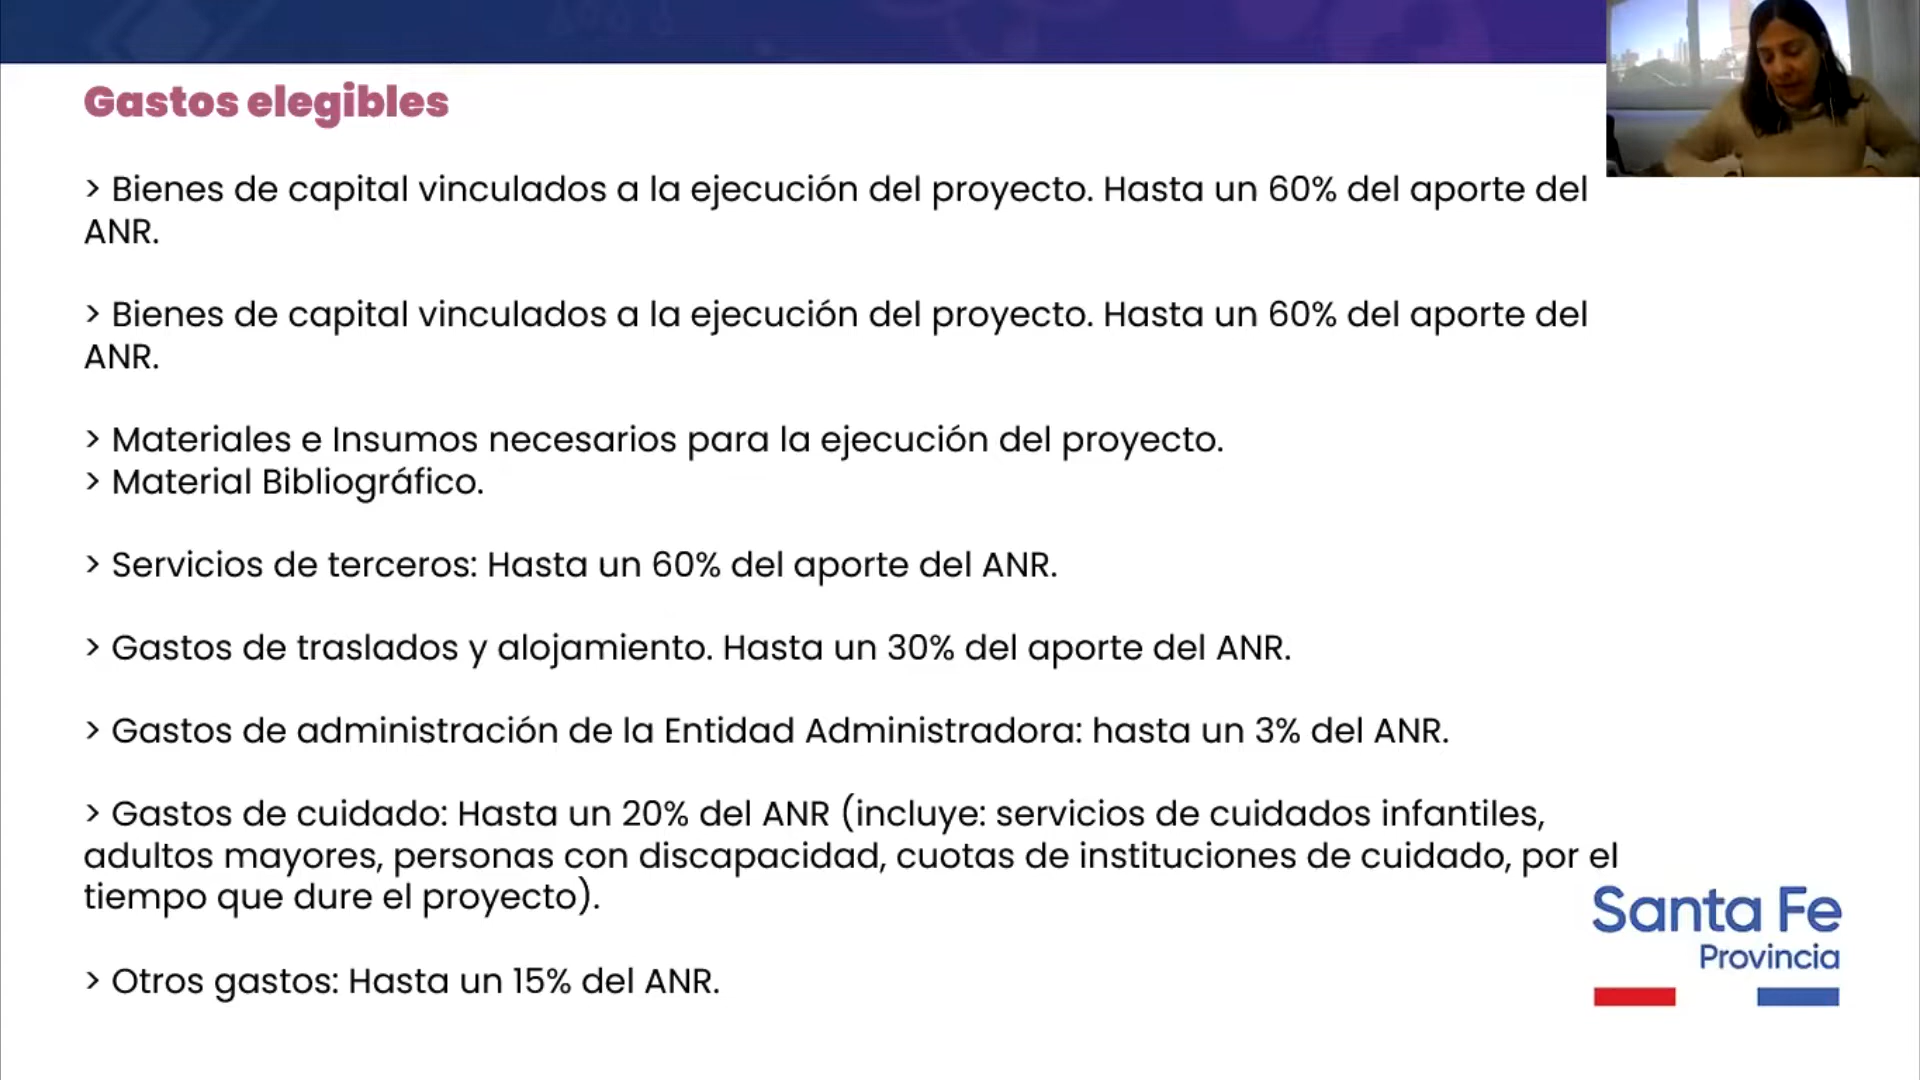 Gastos elegibles
> Bienes de capital vinculados a la ejecución del proyecto. Hasta un 60% del aporte del
ANR.
> Bienes de capital vinculados a la ejecución del proyecto. Hasta un 60% del aporte del
ANR.
> Materiales e Insumos necesarios para la ejecución del proyecto.
> Material Bibliográfico.
> Servicios de terceros: Hasta un 60% del aporte del ANR.
> Gastos de traslados y alojamiento. Hasta un 30% del aporte del ANR.
> Gastos de administración de la Entidad Administradora: hasta un 3% del ANR.
> Gastos de cuidado: Hasta un 20% del ANR (incluye: servicios de cuidados infantiles,
adultos mayores, personas con discapacidad, cuotas de instituciones de cuidado, por el
tiempo que dure el proyecto).
> Otros gastos: Hasta un 15% del ANR.
Santa Fe
Provincia